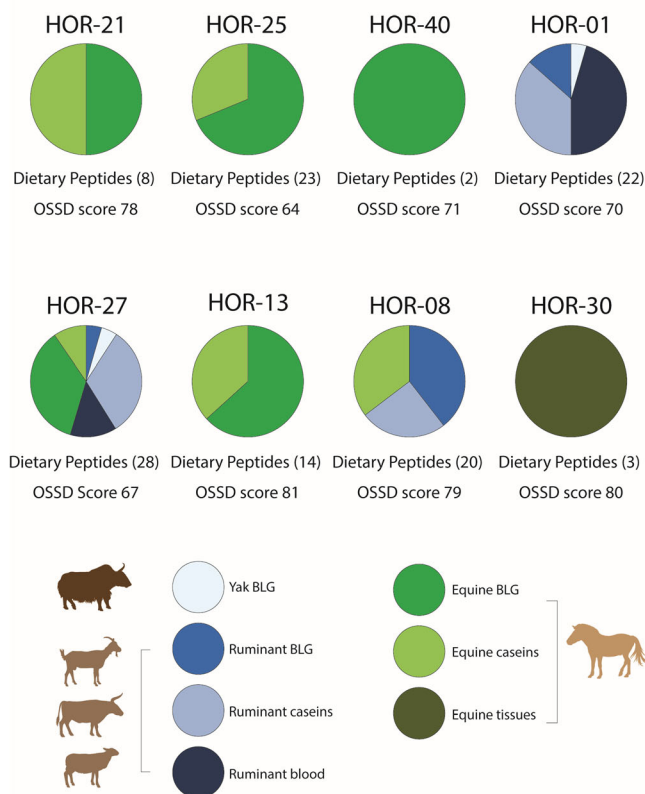 HOR-21
HOR-25
HOR-40
HOR-01
Dietary Peptides (8)
Dietary Peptides (23)
Dietary Peptides (2)
Dietary Peptides (22)
OSSD score 78
OSSD score 64
OSSD score 71
OSSD score 70
HOR-27
HOR-13
HOR-08
HOR-30
Dietary Peptides (28)
Dietary Peptides (14)
Dietary Peptides (20)
Dietary Peptides (3)
OSSD Score 67
OSSD score 81
OSSD score 79
OSSD score 80
Yak BLG
Ruminant BLG
Ruminant caseins
Ruminant blood
Equine BLG
Equine caseins
Equine tissues